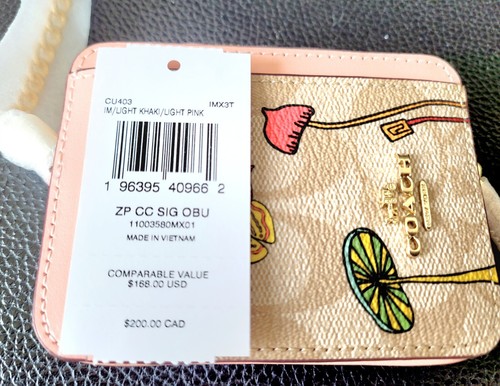 CU403 IMX3T
IM/LIGHT KHAKI/LIGHT PINK
1 96395 40966 2
ZP CC SIG OBU
11003580MX01
MADE IN VIETNAM
COMPARABLE VALUE
$168.00 USD
$200.00 CAD
COACH